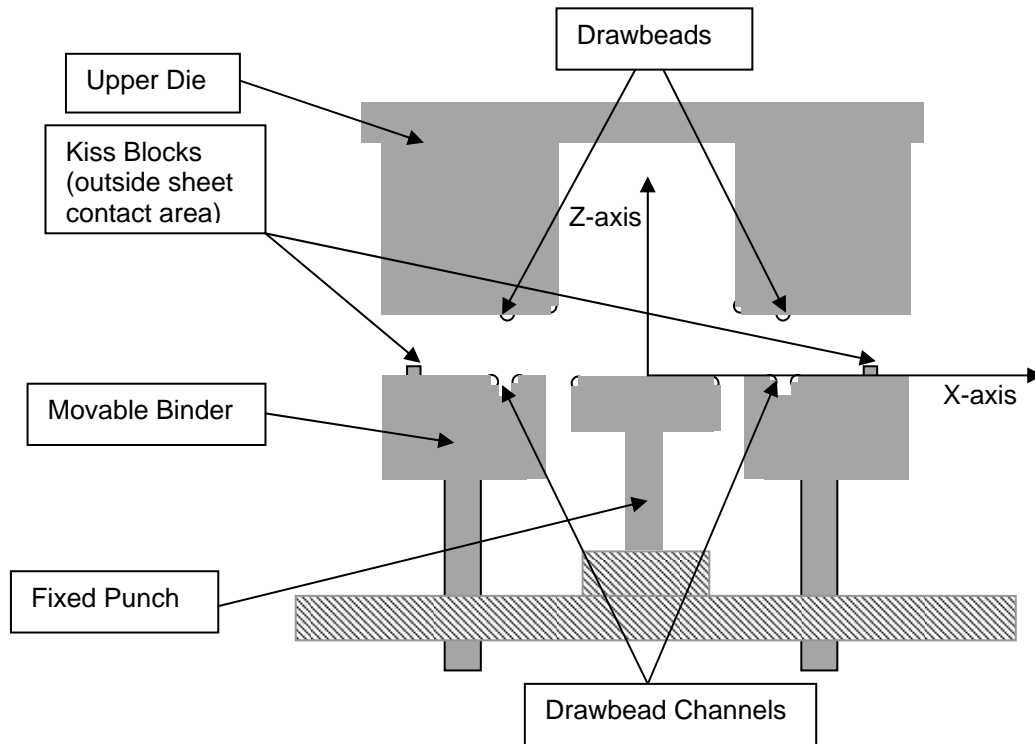 Drawbeads
Upper Die
Kiss Blocks
(outside sheet
contact area)
Z-axis
X-axis
Movable Binder
Fixed Punch
Drawbead Channels